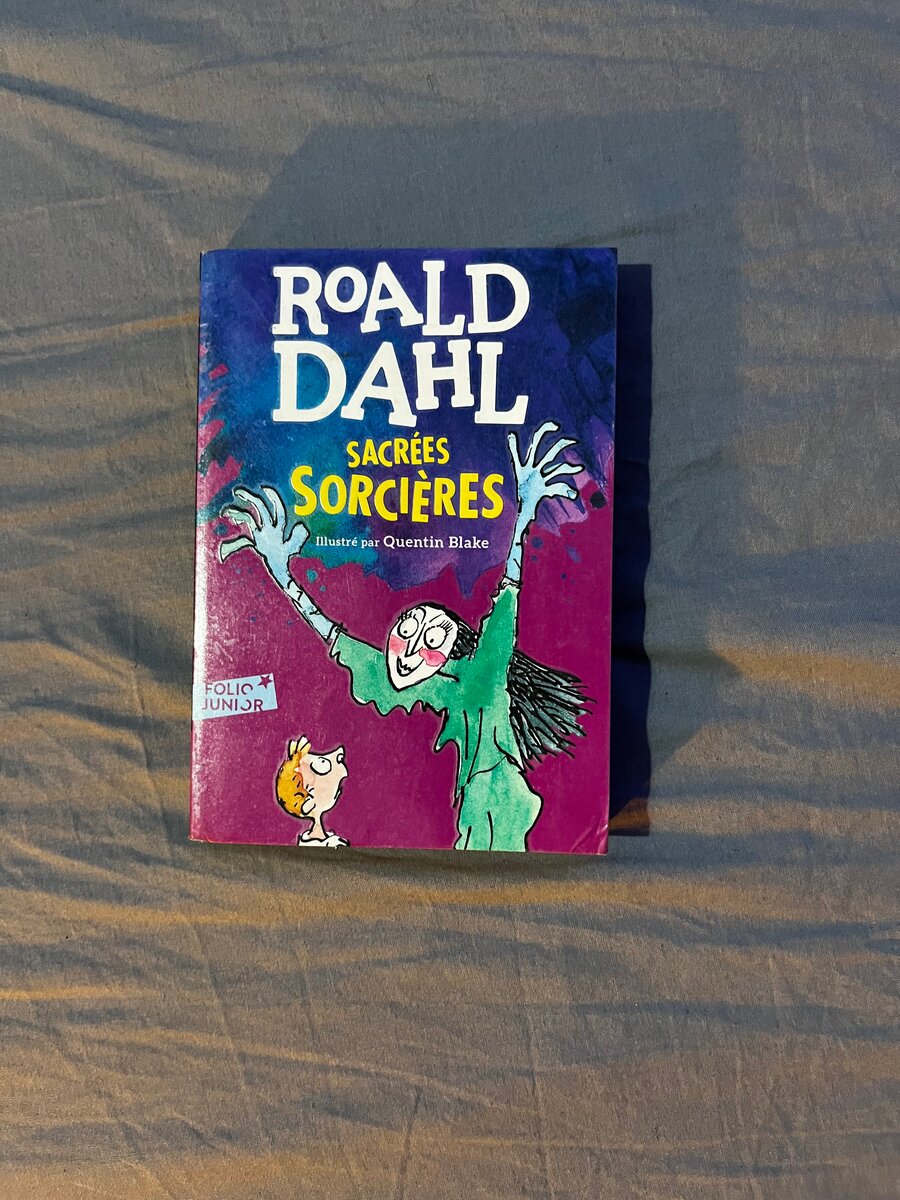 ROALD
DAHL
SACRÉES
SORCIÈRES
Illustré par Quentin Blake
FOLIO
JUNIOR